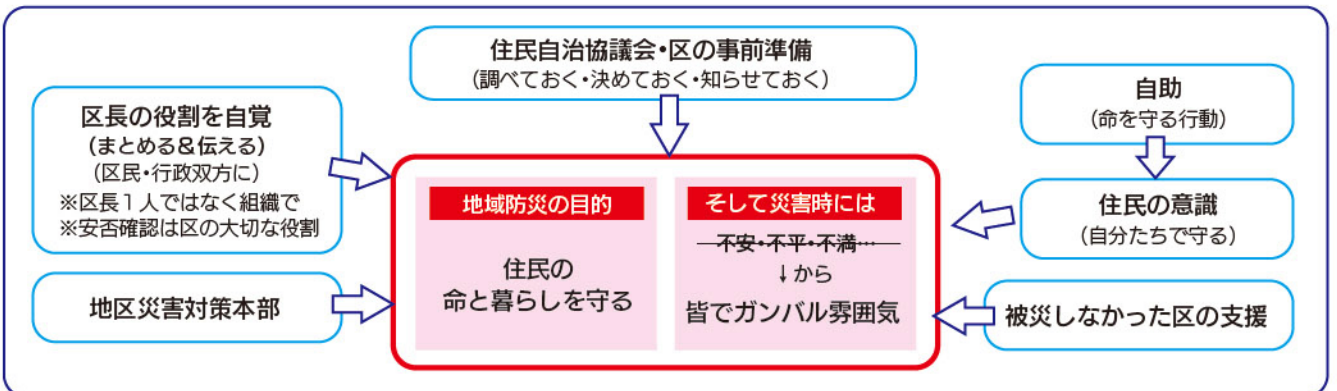 住民自治協議会・区の事前準備
(調べておく・決めておく・知らせておく)
区長の役割を自覚
(まとめる&伝える)
(区民・行政双方に)
※区長1人ではなく組織で
※安否確認は区の大切な役割
地区災害対策本部
地域防災の目的
住民の
命と暮らしを守る
そして災害時には
不安・不平・不満…
↓から
皆でガンバル雰囲気
自助
(命を守る行動)
住民の意識
(自分たちで守る)
被災しなかった区の支援